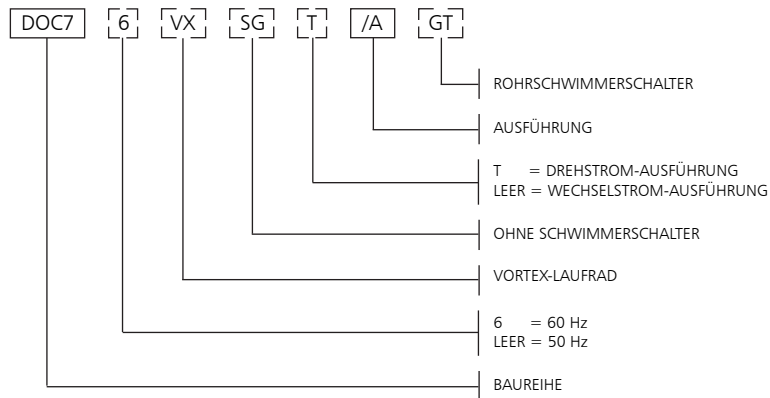 DOC7 6 VX SG T /A GT
ROHRSCHWIMMERSCHALTER
AUSFÜHRUNG
T = DREHSTROM-AUSFÜHRUNG
LEER = WECHSELSTROM-AUSFÜHRUNG
OHNE SCHWIMMERSCHALTER
VORTEX-LAUFRAD
6 = 60 Hz
LEER = 50 Hz
BAUREIHE